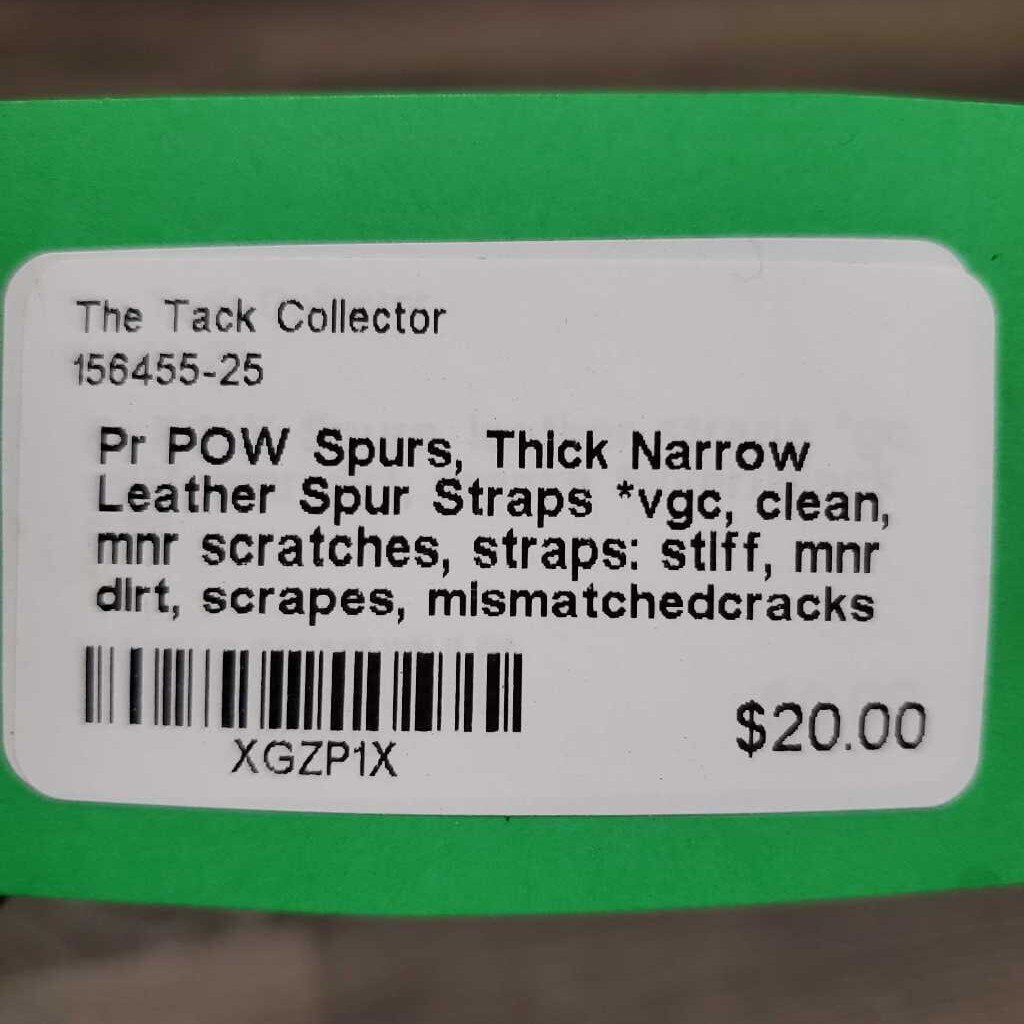 The Tack Collector
156455-25
Pr POW Spurs, Thick Narrow
Leather Spur Straps *vgc, clean,
mnr scratches, straps: stiff, mnr
dirt, scrapes, mismatchedcracks
XGZP1X
$20.00